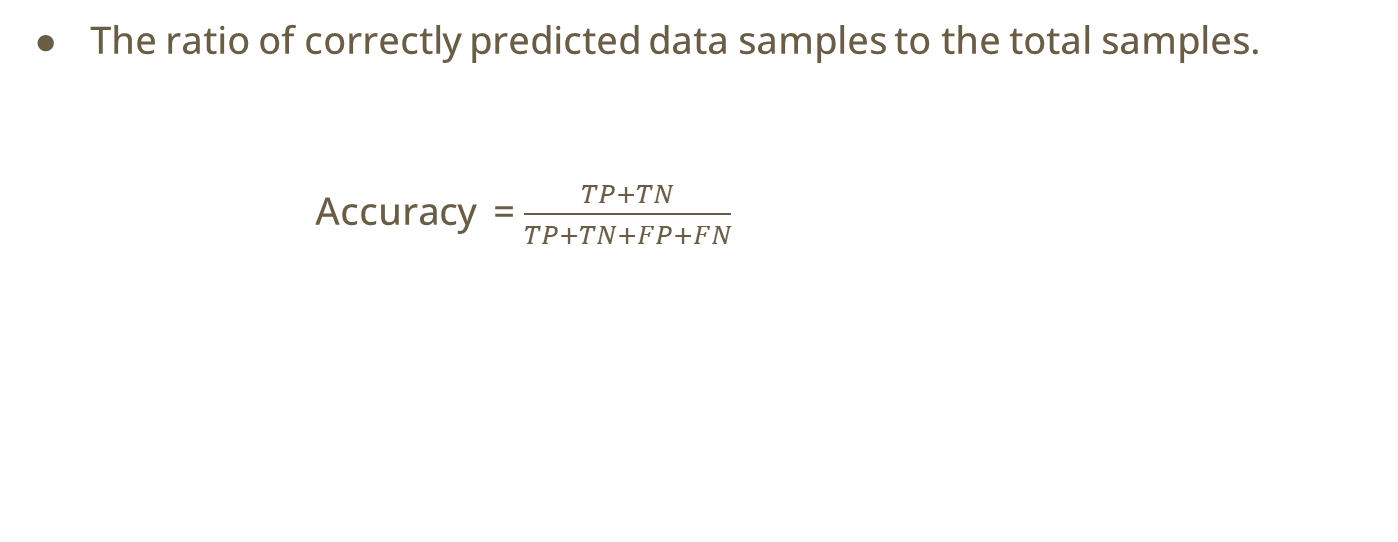 ● The ratio of correctly predicted data samples to the total samples.
Accuracy = TP+TN
TP+TN+FP+FN